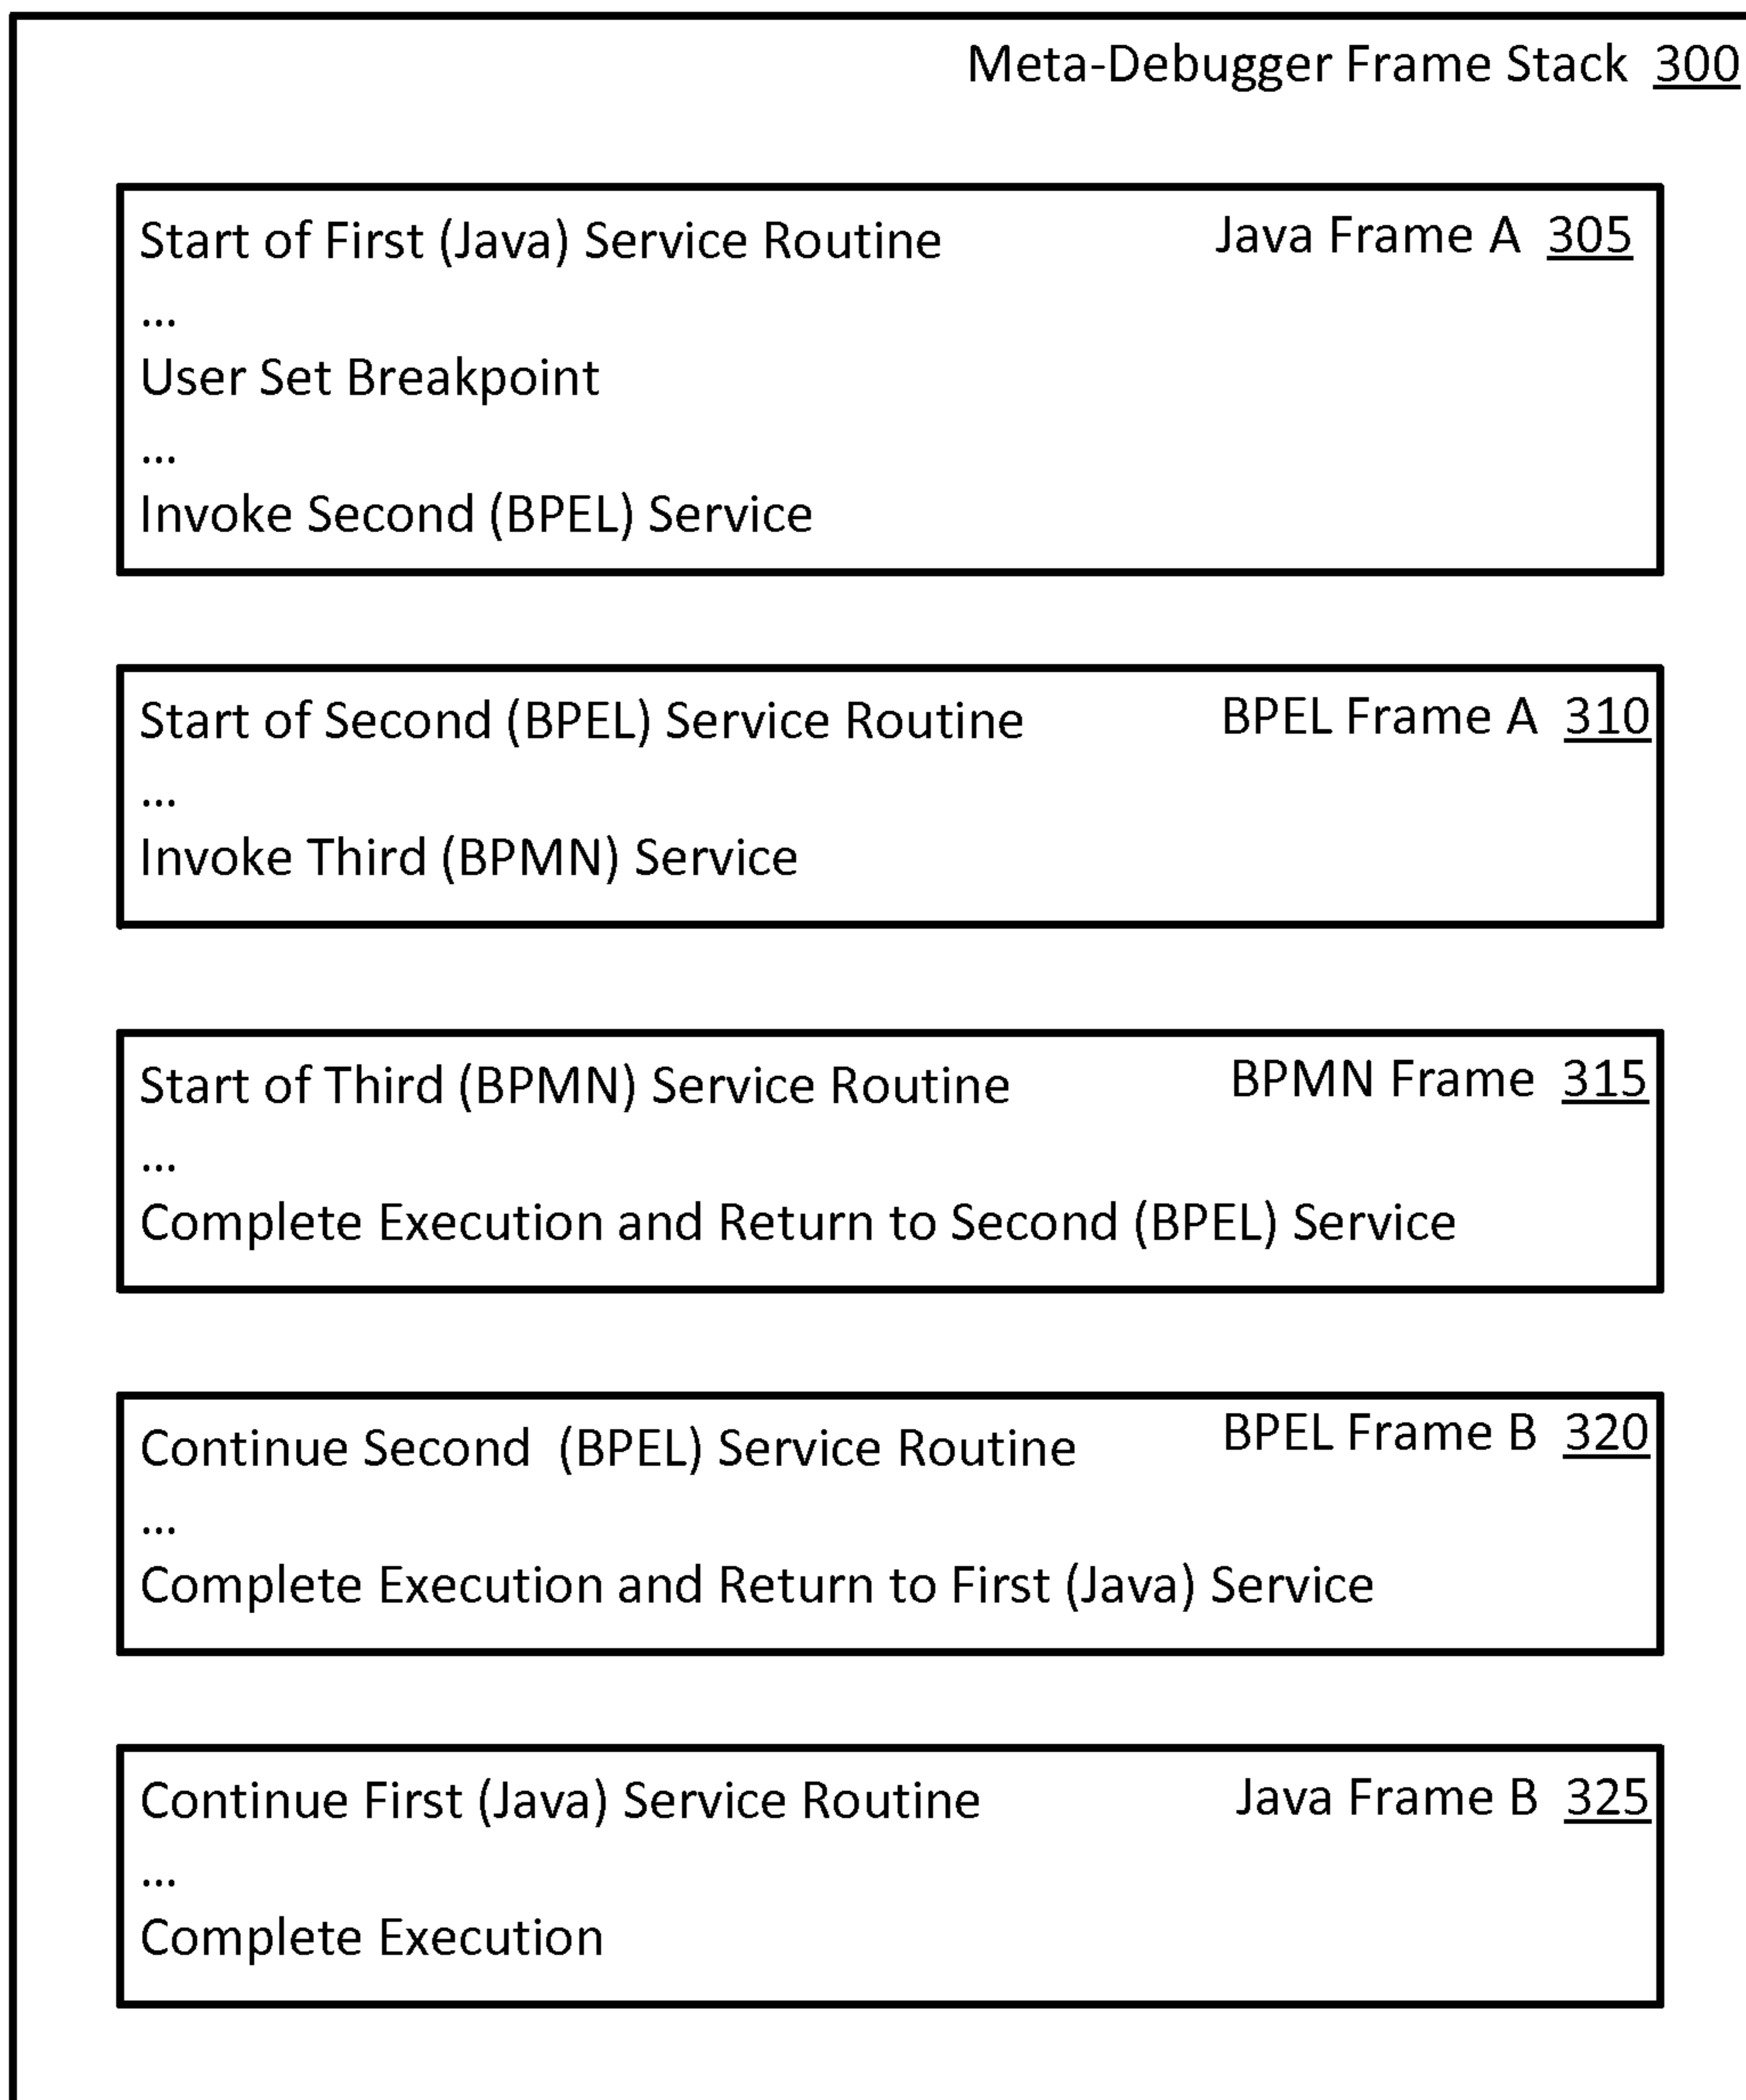 Meta-Debugger Frame Stack 300
Start of First (Java) Service Routine Java Frame A 305
...
User Set Breakpoint
...
Invoke Second (BPEL) Service
Start of Second (BPEL) Service Routine BPEL Frame A 310
...
Invoke Third (BPMN) Service
Start of Third (BPMN) Service Routine BPMN Frame 315
...
Complete Execution and Return to Second (BPEL) Service
Continue Second (BPEL) Service Routine BPEL Frame B 320
...
Complete Execution and Return to First (Java) Service
Continue First (Java) Service Routine Java Frame B 325
...
Complete Execution